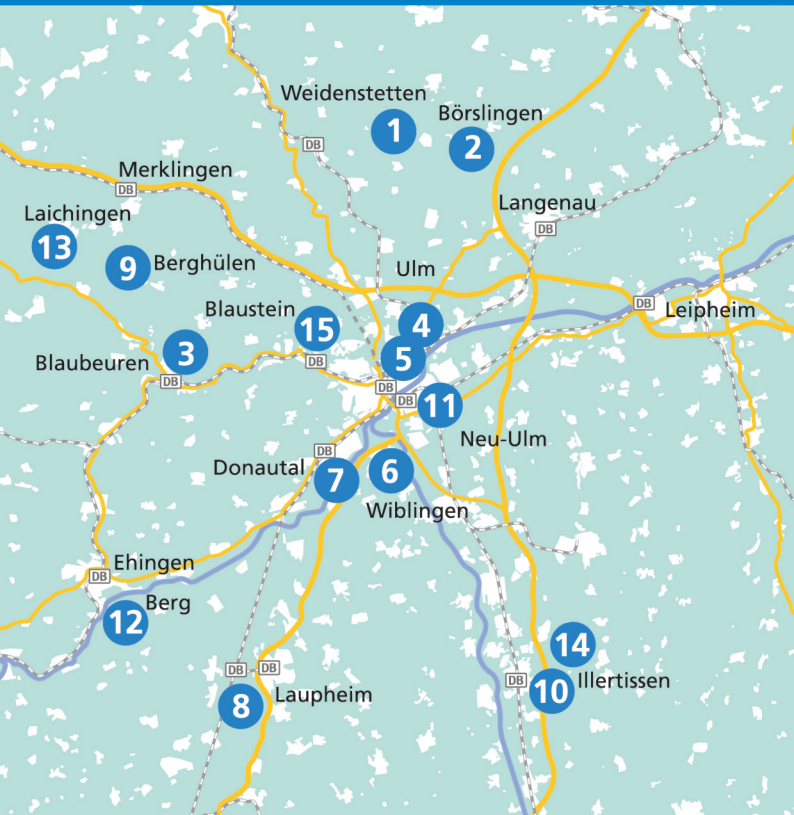 Weidenstetten
1
Börslingen
2
DB
Merklingen
DB
Laichingen
13
9
Berghülen
Langenau
DB
Ulm
Blaustein
15
4
DB
Leipheim
3
Blaubeuren
DB
DB
5
DB
DB
11
Neu-Ulm
DB
Donautal
7
6
Wiblingen
Ehingen
DB
Berg
12
14
DB
DB
DB
10
Illertissen
8
Laupheim